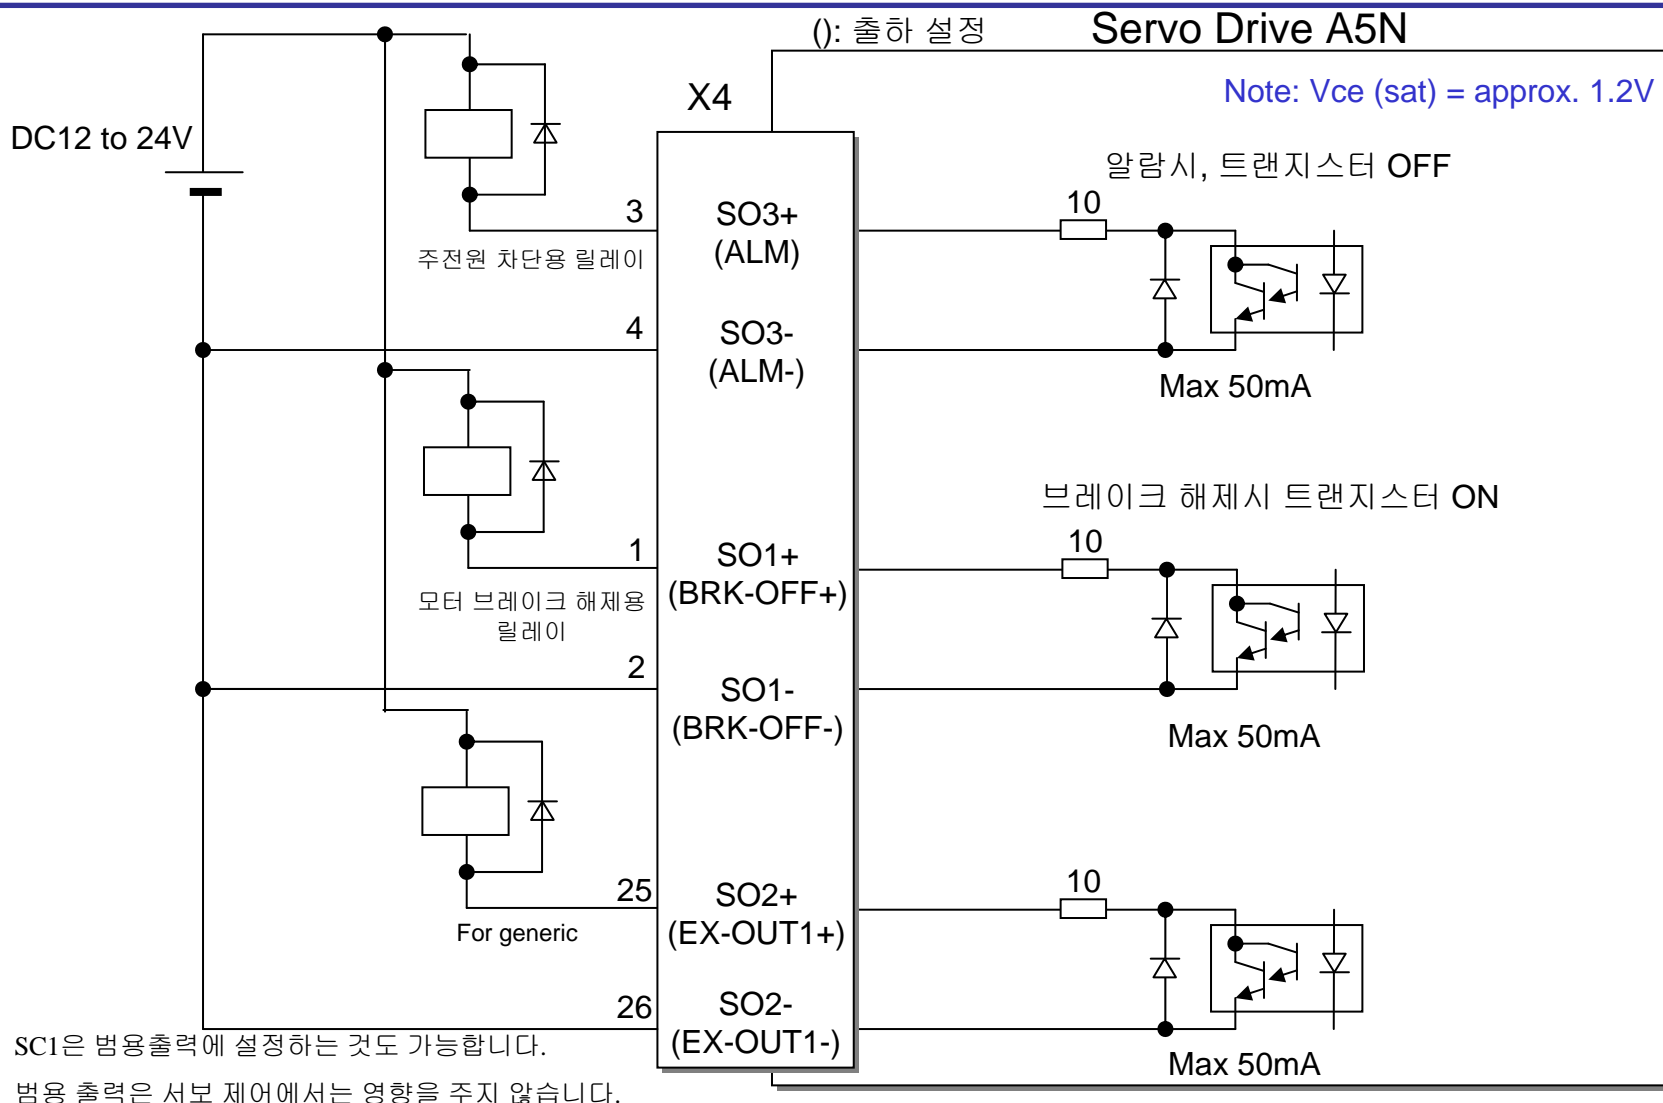 (): 출하 설정
Servo Drive A5N
X4
Note: Vce (sat) = approx. 1.2V
DC12 to 24V
알람시, 트랜지스터 OFF
3
SO3+
(ALM)
10
주전원 차단용 릴레이
4
SO3-
(ALM-)
Max 50mA
브레이크 해제시 트랜지스터 ON
1
SO1+
(BRK-OFF+)
10
모터 브레이크 해제용
릴레이
2
SO1-
(BRK-OFF-)
Max 50mA
25
SO2+
(EX-OUT1+)
10
For generic
26
SO2-
(EX-OUT1-)
Max 50mA
SC1은 범용출력에 설정하는 것도 가능합니다.
범용 출력은 서보 제어에서는 영향을 주지 않습니다.